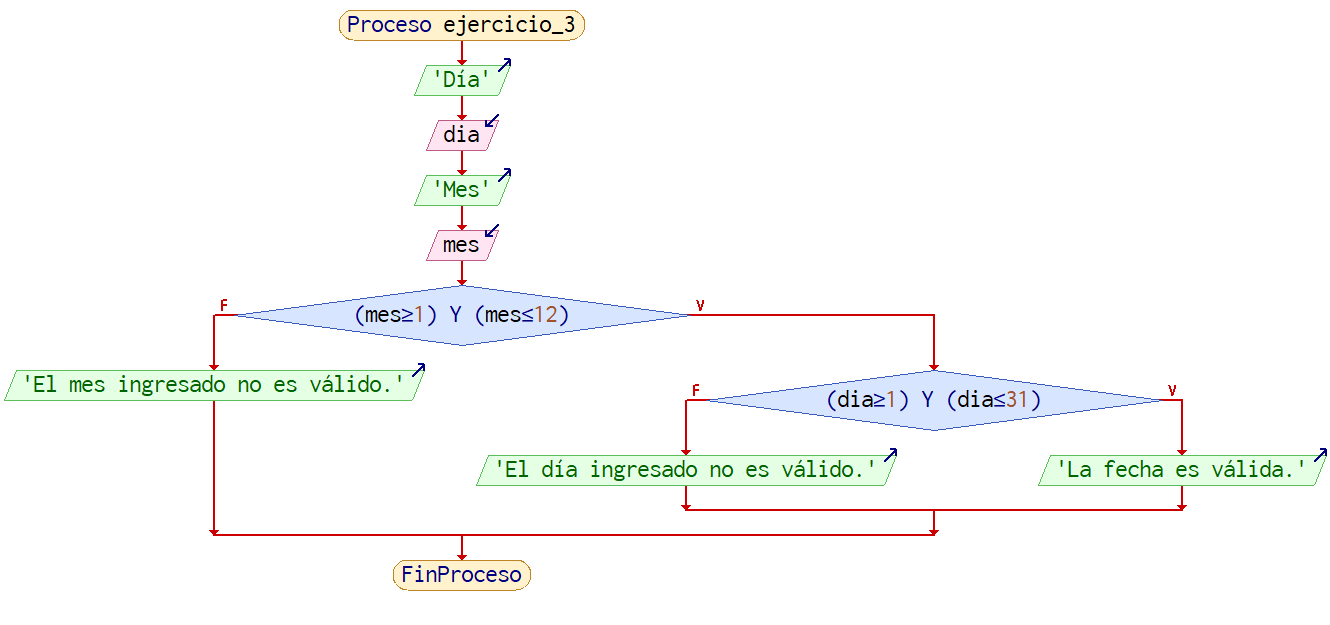 Proceso ejercicio_3
'Día'
dia
'Mes'
mes
F
(mes≥1) Y (mes≤12)
V
'El mes ingresado no es válido.'
F
(dia≥1) Y (dia≤31)
V
'El día ingresado no es válido.'
'La fecha es válida.'
FinProceso